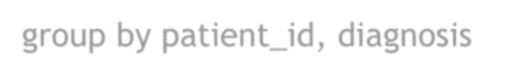 group by patient_id, diagnosis